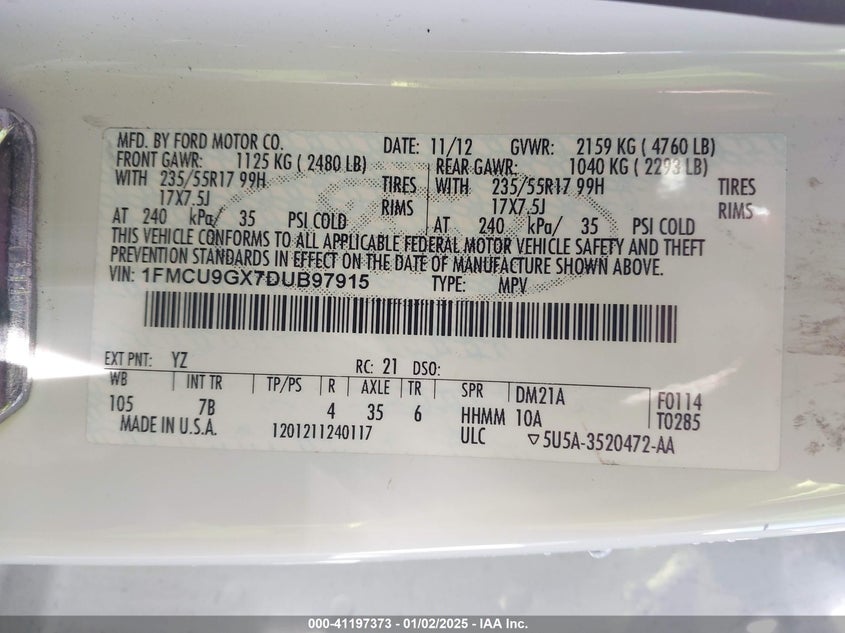 MFD. BY FORD MOTOR CO. DATE: 11/12 GVWR: 2159 KG ( 4760 LB)
FRONT GAWR: 1125 KG ( 2480 LB) REAR GAWR: 1040 KG ( 2293 LB)
WITH 235/55R17 99H TIRES WITH 235/55R17 99H TIRES
17X7.5J RIMS 17X7.5J RIMS
AT 240 kPa/ 35 PSI COLD AT 240 kPa/ 35 PSI COLD
THIS VEHICLE CONFORMS TO ALL APPLICABLE FEDERAL MOTOR VEHICLE SAFETY AND THEFT
PREVENTION STANDARDS IN EFFECT ON THE DATE OF MANUFACTURE SHOWN ABOVE.
VIN: 1FMCU9GX7DUB97915 TYPE: MPV
EXT PNT: YZ RC: 21 DSO:
WB INT TR TP/PS R AXLE TR SPR DM21A F0114
105 7B 4 35 6 HHMM 10A T0285
MADE IN U.S.A. 1201211240117 ULC ▽5U5A-3520472-AA
000-41197373 | 01/02/2025 - IAA Inc.